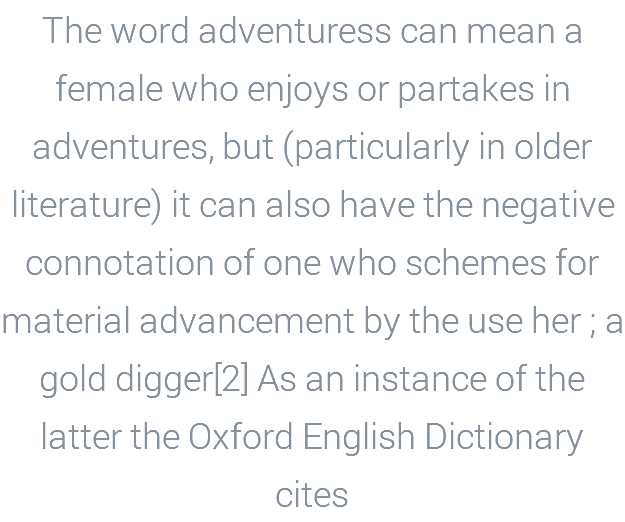 The word adventuress can mean a
female who enjoys or partakes in
adventures, but (particularly in older
literature) it can also have the negative
connotation of one who schemes for
material advancement by the use her ; a
gold digger[2] As an instance of the
latter the Oxford English Dictionary
cites